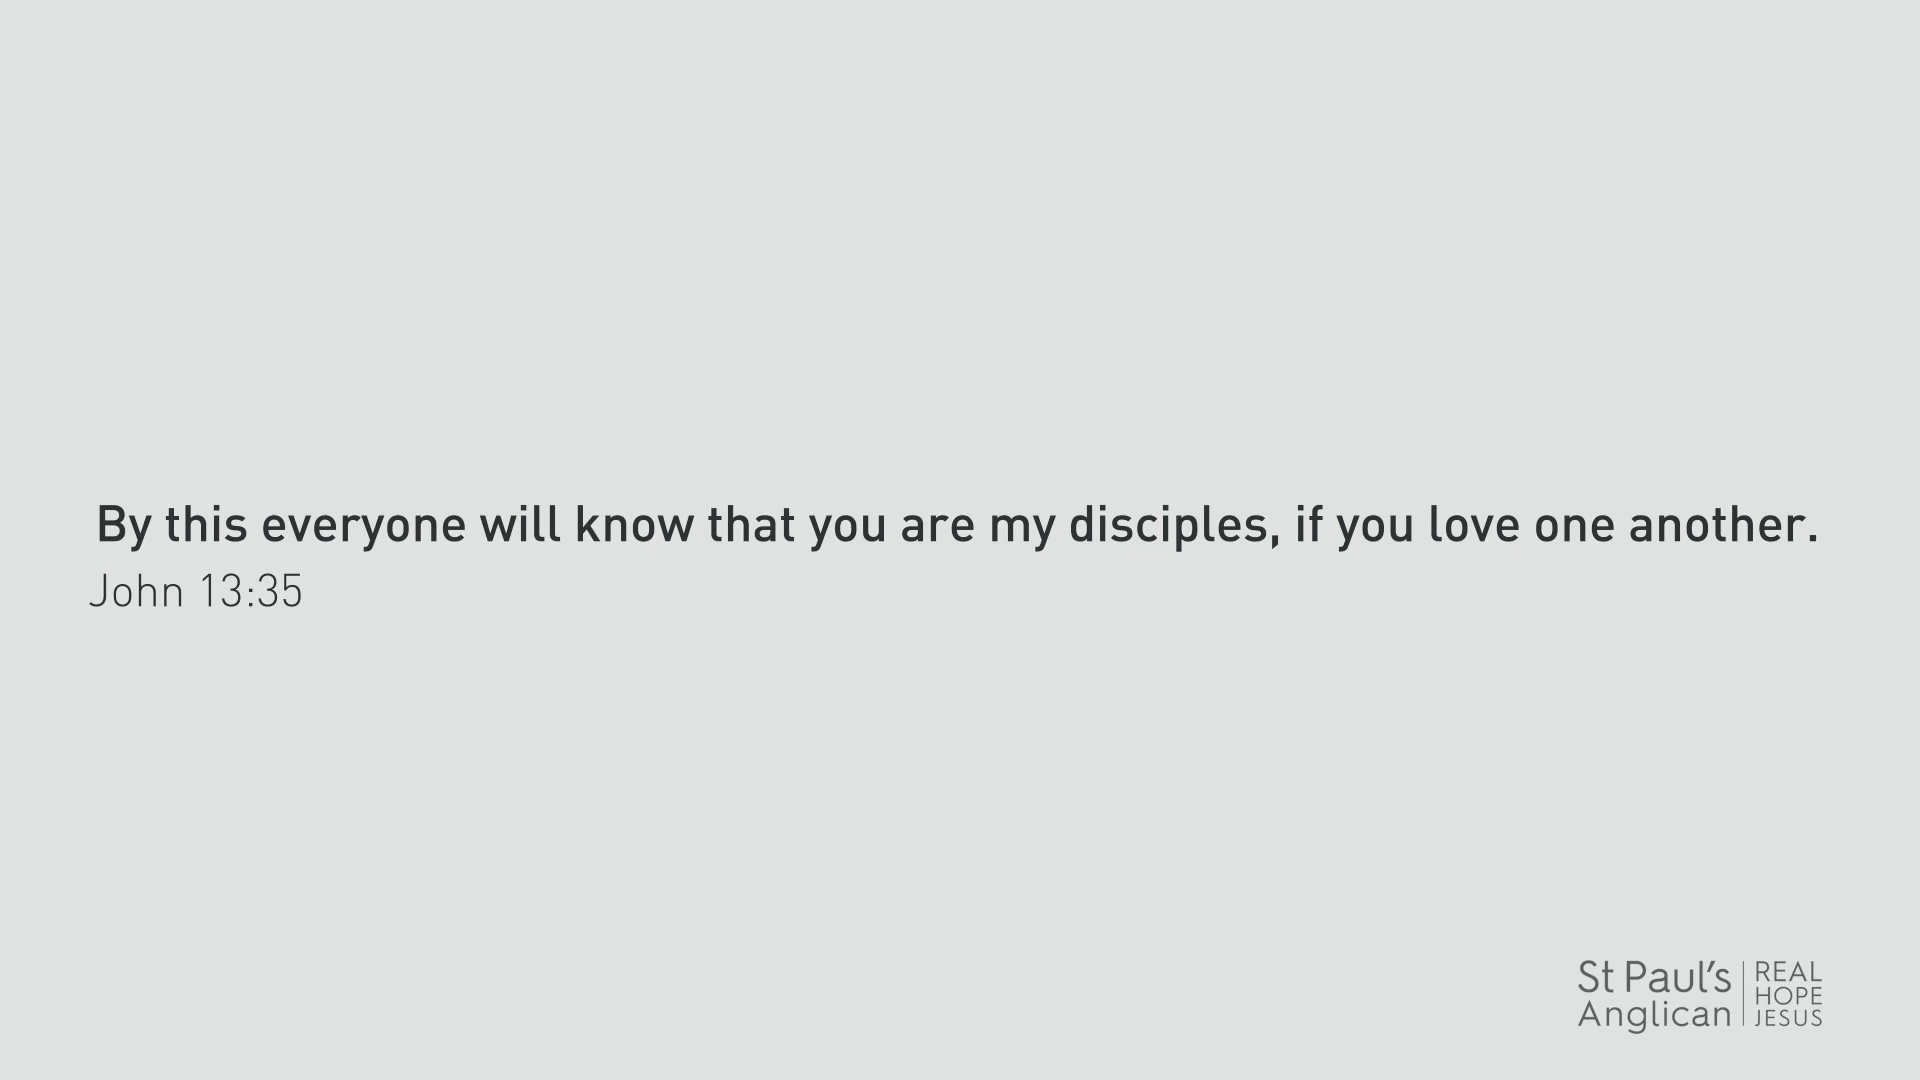 By this everyone will know that you are my disciples, if you love one another.
John 13:35
St Paul's
Anglican
REAL
HOPE
JESUS